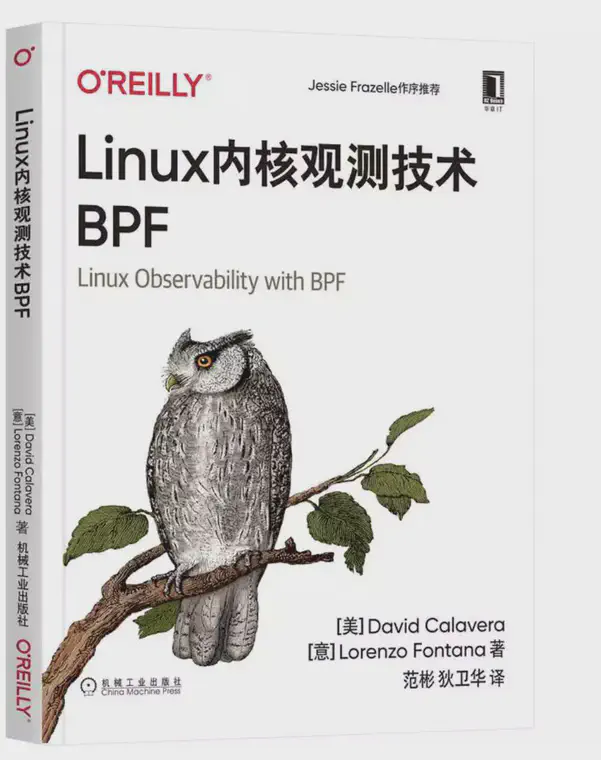 O'REILLY®
Jessie Frazelle作序推荐
华章IT
Linux内核观测技术
BPF
Linux Observability with BPF
[美] David Calavera
[意] Lorenzo Fontana 著
范彬 狄卫华 译
机械工业出版社
China Machine Press
Linux内核观测技术BPF
[美] David Calavera
[意] Lorenzo Fontana 著
机械工业出版社
O'REILLY